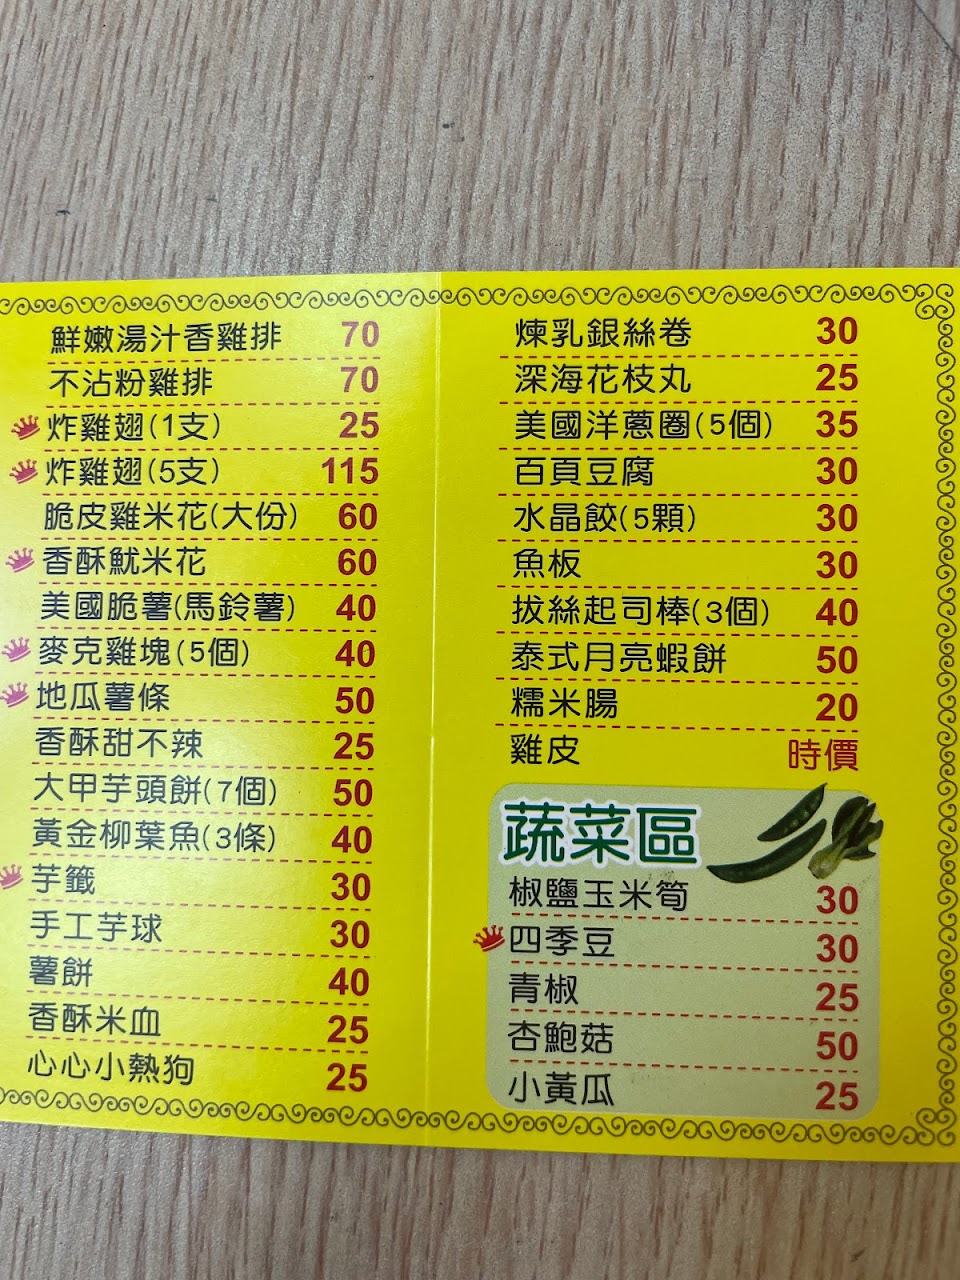 鮮嫩湯汁香雞排 70
不沾粉雞排 70
炸雞翅(1支) 25
炸雞翅(5支) 115
脆皮雞米花(大份) 60
香酥魷米花 60
美國脆薯(馬鈴薯) 40
麥克雞塊(5個) 40
地瓜薯條 50
香酥甜不辣 25
大甲芋頭餅(7個) 50
黃金柳葉魚(3條) 40
芋籤 30
手工芋球 30
薯餅 40
香酥米血 25
心心小熱狗 25
煉乳銀絲卷 30
深海花枝丸 25
美國洋蔥圈(5個) 35
百頁豆腐 30
水晶餃(5顆) 30
魚板 30
拔絲起司棒(3個) 40
泰式月亮蝦餅 50
糯米腸 20
雞皮 時價
蔬菜區
椒鹽玉米筍 30
四季豆 30
青椒 25
杏鮑菇 50
小黃瓜 25